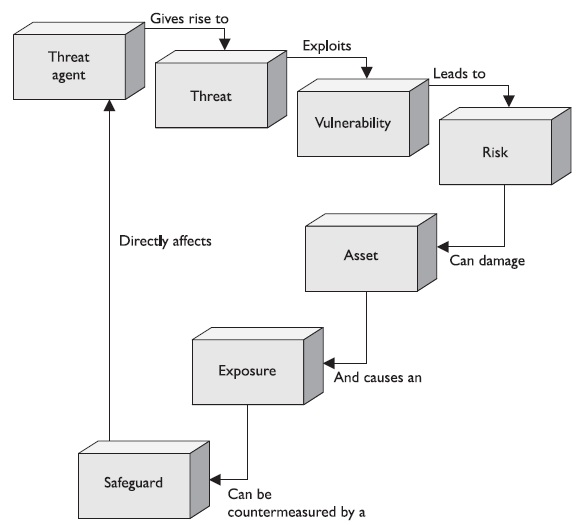 Gives rise to
Threat
agent
Exploits
Threat
Leads to
Vulnerability
Risk
Directly affects
Asset
Can damage
Exposure
And causes an
Safeguard
Can be
countermeasured by a